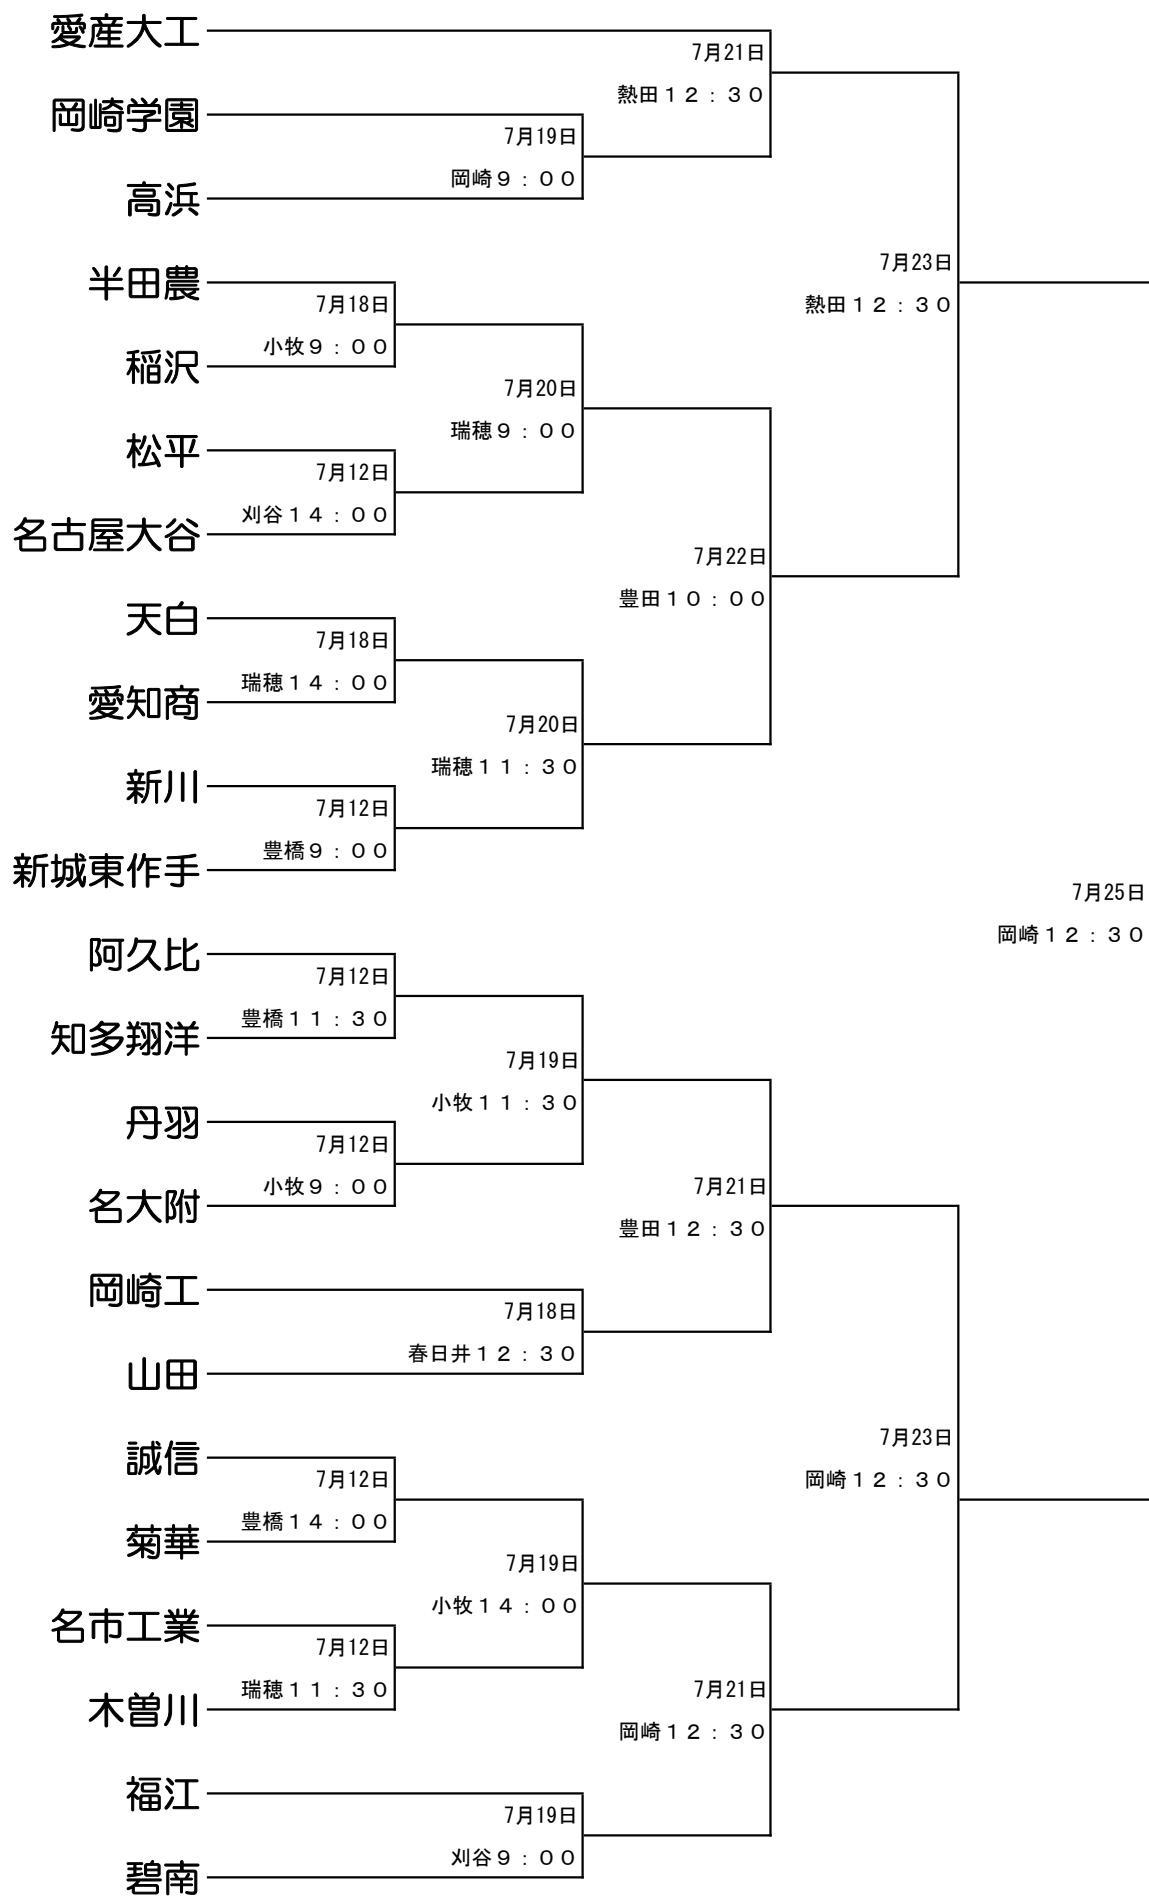 愛産大工
7月21日
熱田１２：３０
岡崎学園
7月19日
岡崎９：００
高浜
7月23日
熱田１２：３０
半田農
7月18日
小牧９：００
稲沢
7月20日
瑞穂９：００
松平
7月12日
刈谷１４：００
名古屋大谷
7月22日
豊田１０：００
天白
7月18日
瑞穂１４：００
愛知商
7月20日
瑞穂１１：３０
新川
7月12日
豊橋９：００
新城東作手
7月25日
岡崎１２：３０
阿久比
7月12日
豊橋１１：３０
知多翔洋
7月19日
小牧１１：３０
丹羽
7月12日
小牧９：００
名大附
7月21日
豊田１２：３０
岡崎工
7月18日
春日井１２：３０
山田
7月23日
岡崎１２：３０
誠信
7月12日
豊橋１４：００
菊華
7月19日
小牧１４：００
名市工業
7月12日
瑞穂１１：３０
木曽川
7月21日
岡崎１２：３０
福江
7月19日
刈谷９：００
碧南